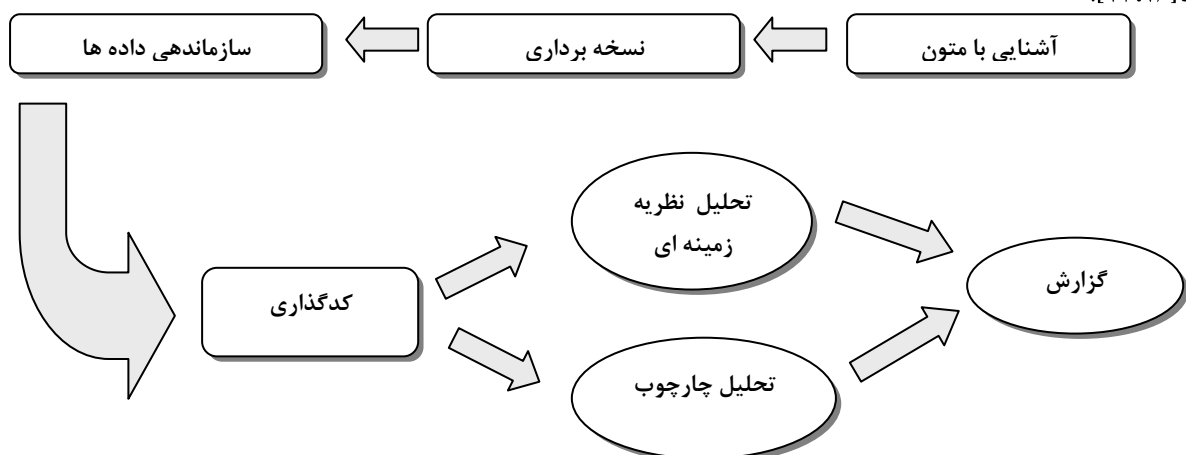 آشنایی با متون
نسخه برداری
سازماندهی داده ها
کدگذاری
تحلیل نظریه
زمینه ای
تحلیل چارچوب
گزارش